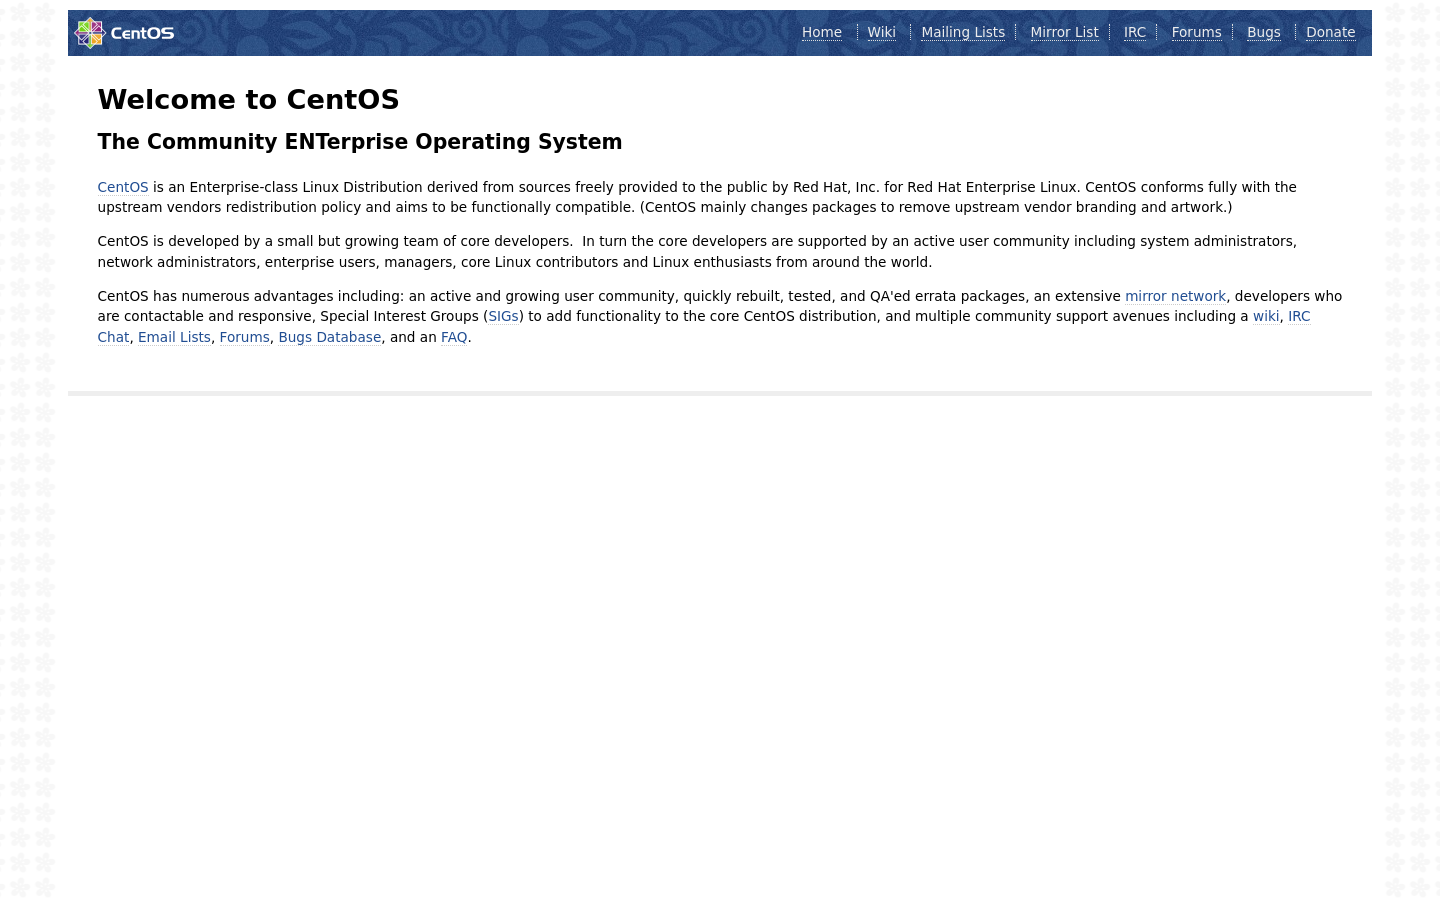 CentOS
Home Wiki Mailing Lists Mirror List IRC Forums Bugs Donate
Welcome to CentOS
The Community ENTerprise Operating System
CentOS is an Enterprise-class Linux Distribution derived from sources freely provided to the public by Red Hat, Inc. for Red Hat Enterprise Linux. CentOS conforms fully with the
upstream vendors redistribution policy and aims to be functionally compatible. (CentOS mainly changes packages to remove upstream vendor branding and artwork.)
CentOS is developed by a small but growing team of core developers.  In turn the core developers are supported by an active user community including system administrators,
network administrators, enterprise users, managers, core Linux contributors and Linux enthusiasts from around the world.
CentOS has numerous advantages including: an active and growing user community, quickly rebuilt, tested, and QA'ed errata packages, an extensive mirror network, developers who
are contactable and responsive, Special Interest Groups (SIGs) to add functionality to the core CentOS distribution, and multiple community support avenues including a wiki, IRC
Chat, Email Lists, Forums, Bugs Database, and an FAQ.